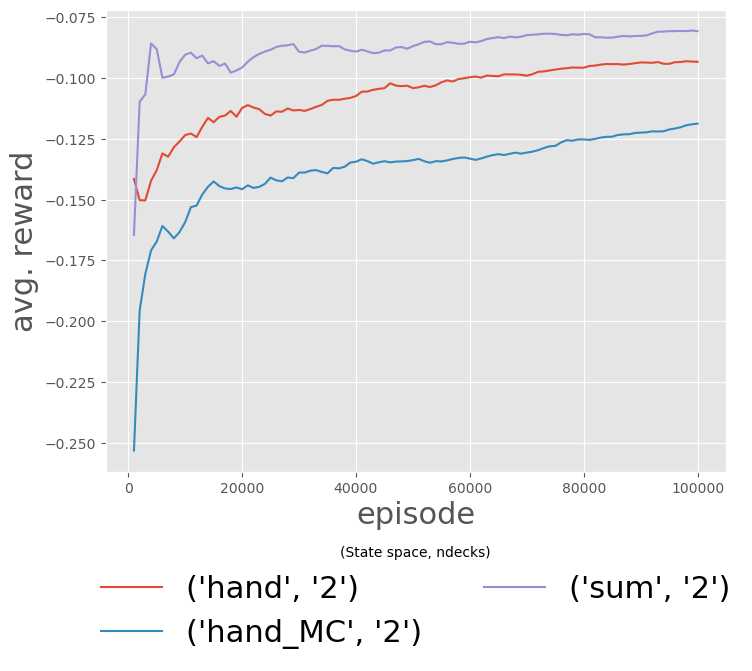 −0.075
−0.100
−0.125
−0.150
−0.175
−0.200
−0.225
−0.250
avg. reward
0 20000 40000 60000 80000 100000
episode
(State space, ndecks)
('hand', '2') ('sum', '2')
('hand_MC', '2')